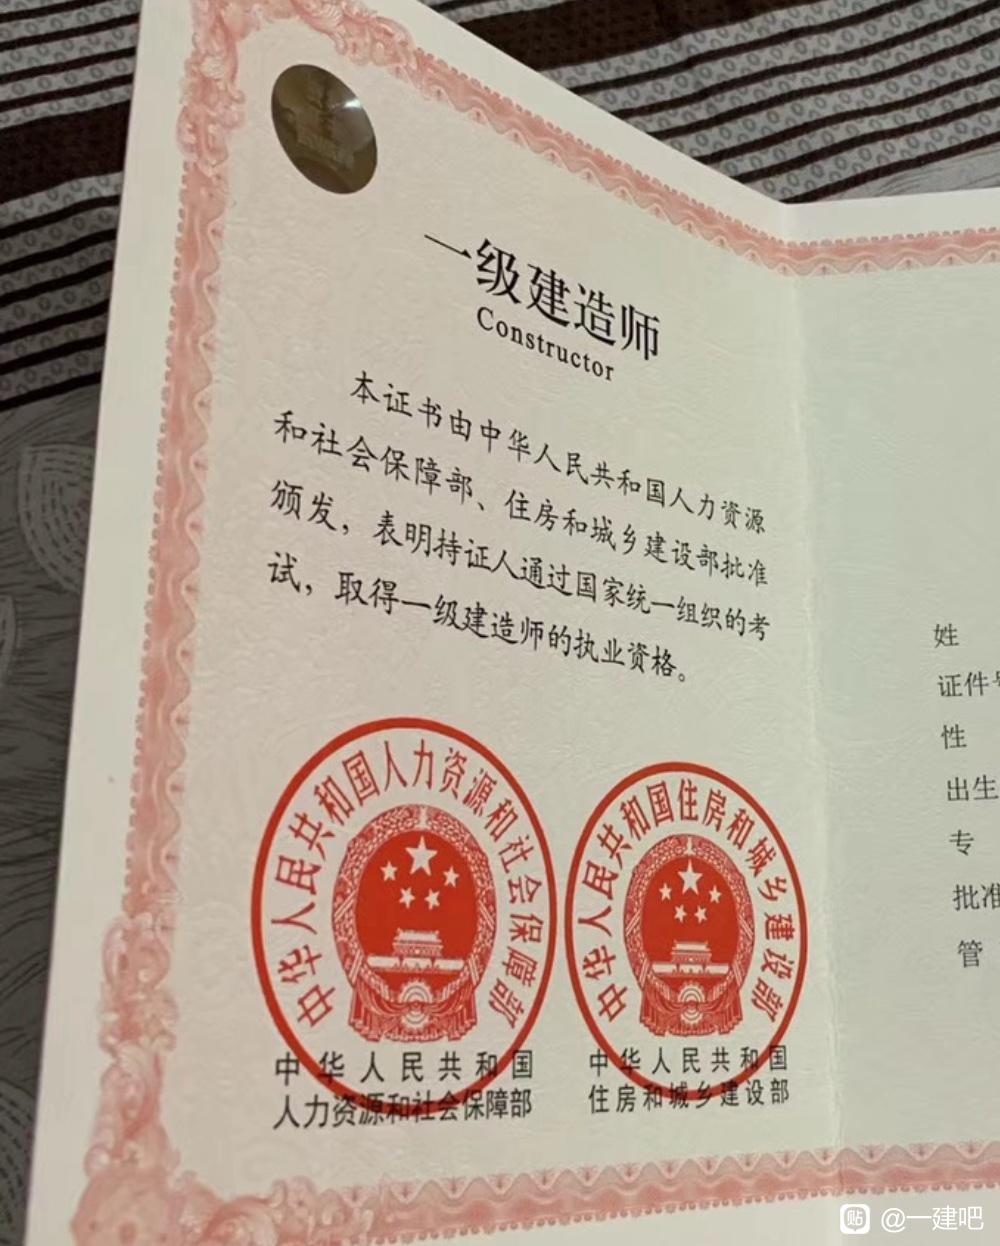 一级建造师
Constructor
本证书由中华人民共和国人力资源
和社会保障部、住房和城乡建设部批准
颁发，表明持证人通过国家统一组织的考
试，取得一级建造师的执业资格。
中华人民共和国人力资源和社会保障部
中华人民共和国住房和城乡建设部
中华人民共和国
人力资源和社会保障部
中华人民共和国
住房和城乡建设部
姓
证件号
性
出生
专
批准
管
贴 @一建吧